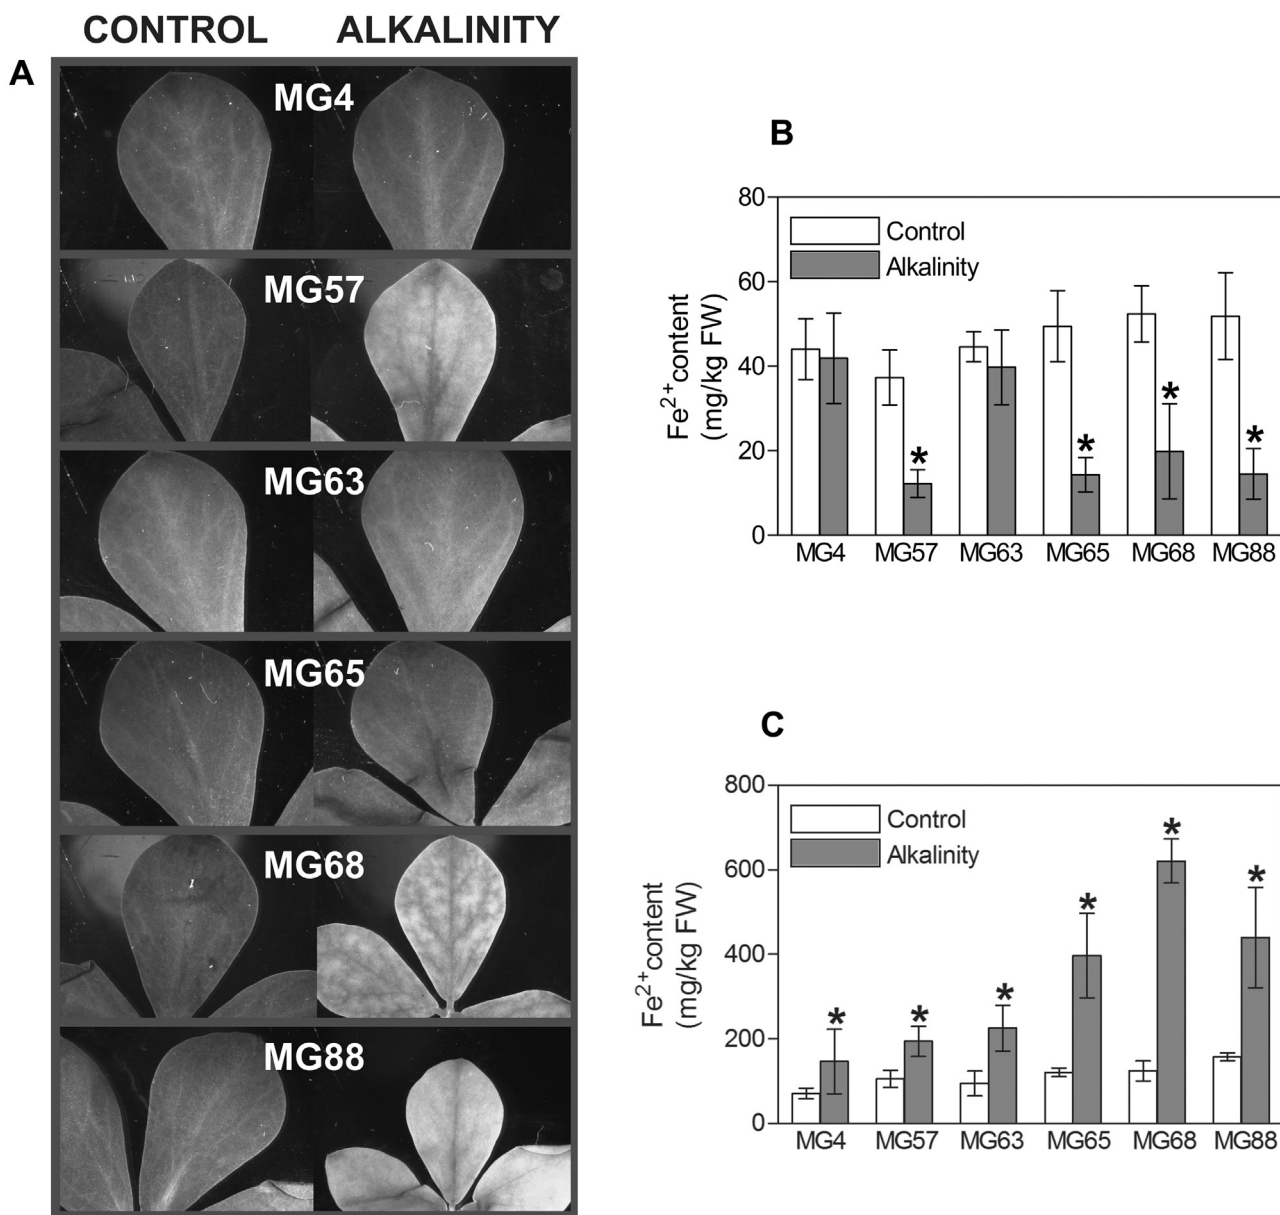 CONTROL ALKALINITY
A
MG4
MG57
MG63
MG65
MG68
MG88
B
Fe²⁺content
(mg/kg FW)
80
60
40
20
0
Control
Alkalinity
*
*
*
*
MG4 MG57 MG63 MG65 MG68 MG88
C
Fe²⁺content
(mg/kg FW)
800
600
400
200
0
Control
Alkalinity
*
*
*
*
*
*
MG4 MG57 MG63 MG65 MG68 MG88